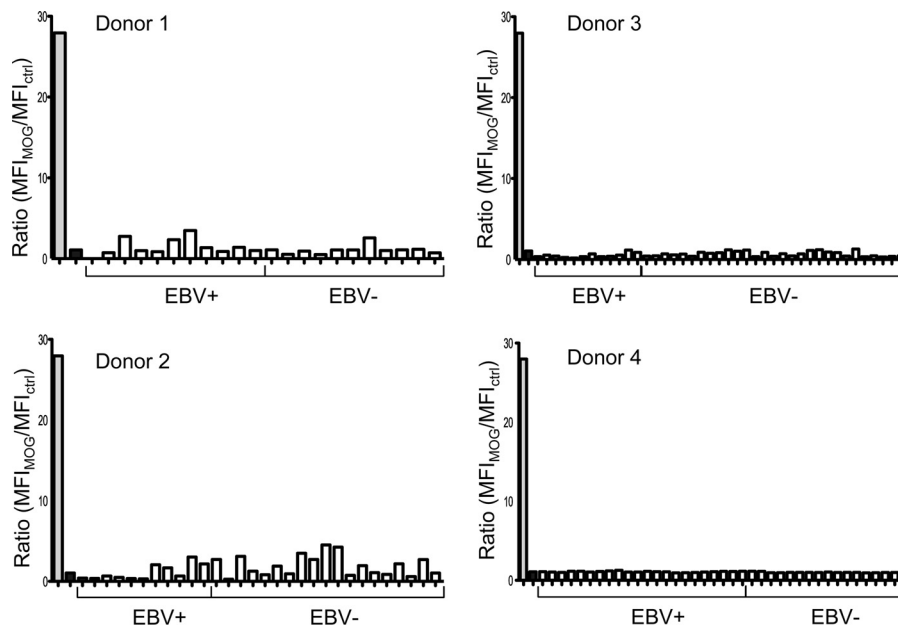 Donor 1
Ratio (MFIMOG/MFIctrl)
30
20
10
0
EBV+
EBV-
Donor 3
Ratio (MFIMOG/MFIctrl)
30
20
10
0
EBV+
EBV-
Donor 2
Ratio (MFIMOG/MFIctrl)
30
20
10
0
EBV+
EBV-
Donor 4
Ratio (MFIMOG/MFIctrl)
30
20
10
0
EBV+
EBV-